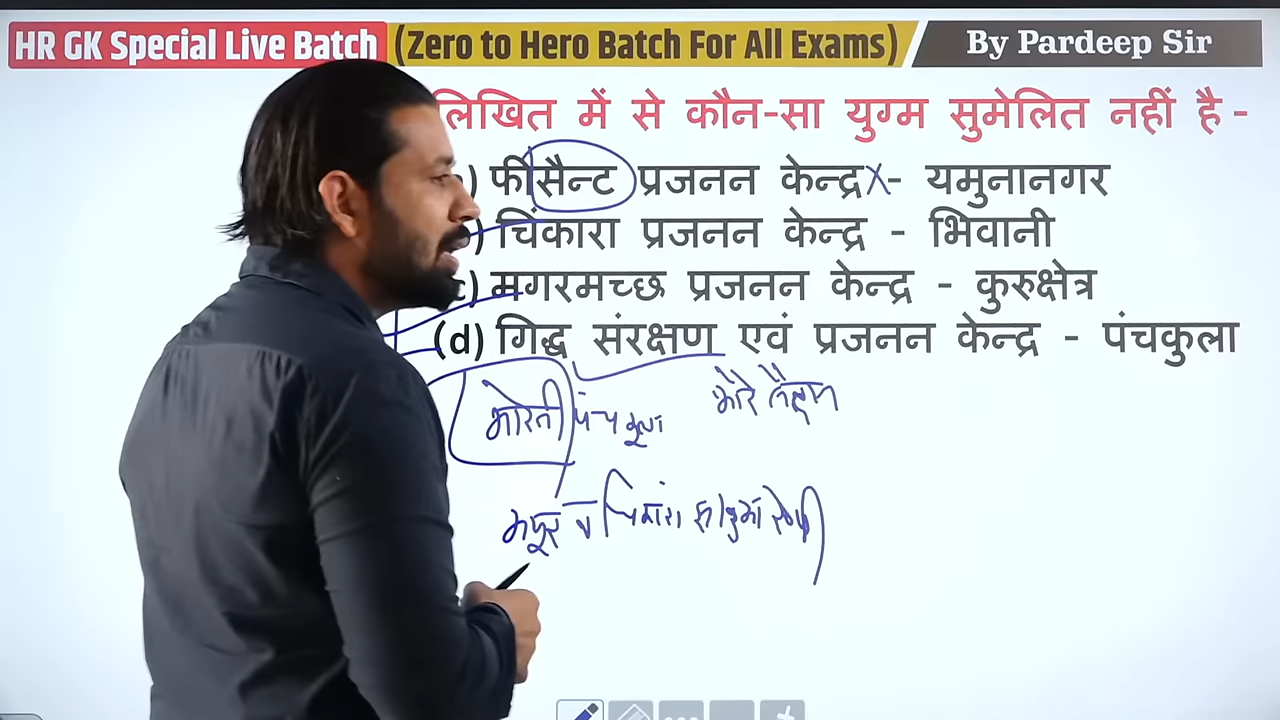 HR GK Special Live Batch (Zero to Hero Batch For All Exams) By Pardeep Sir
लिखित में से कौन-सा युग्म सुमेलित नहीं है -
) फीसैन्ट प्रजनन केन्द्र X - यमुनानगर
) चिंकारा प्रजनन केन्द्र - भिवानी
c) मगरमच्छ प्रजनन केन्द्र - कुरुक्षेत्र
(d) गिद्ध संरक्षण एवं प्रजनन केन्द्र - पंचकुला
मोरनी पंचकूला